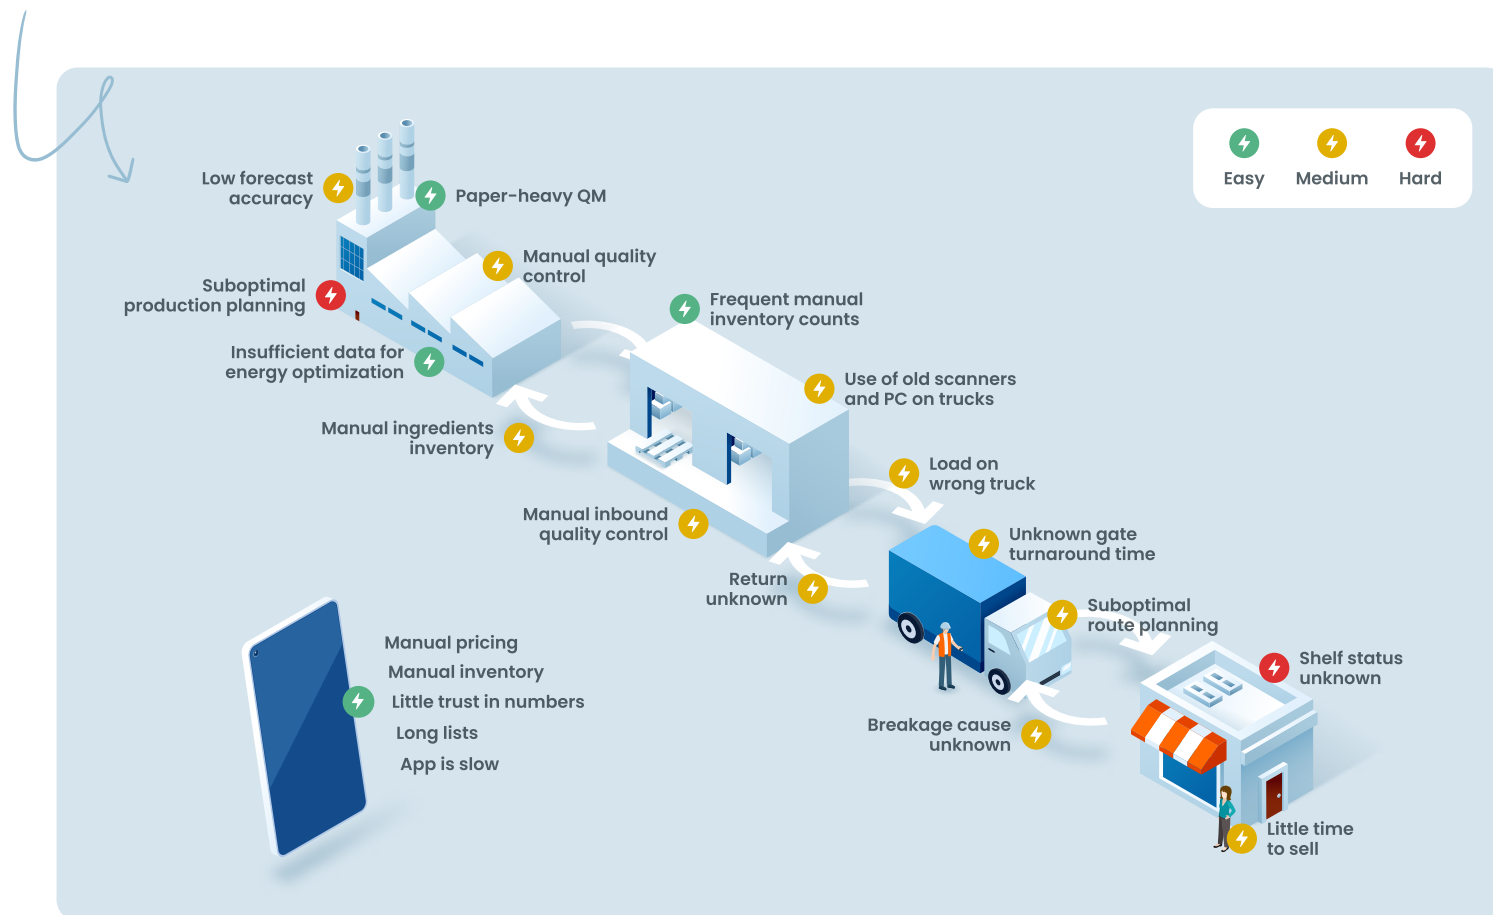 Easy
Medium
Hard
Low forecast
accuracy
Paper-heavy QM
Manual quality
control
Suboptimal
production planning
Frequent manual
inventory counts
Insufficient data for
energy optimization
Use of old scanners
and PC on trucks
Manual ingredients
inventory
Load on
wrong truck
Manual inbound
quality control
Unknown gate
turnaround time
Return
unknown
Suboptimal
route planning
Manual pricing
Manual inventory
Little trust in numbers
Long lists
App is slow
Shelf status
unknown
Breakage cause
unknown
Little time
to sell